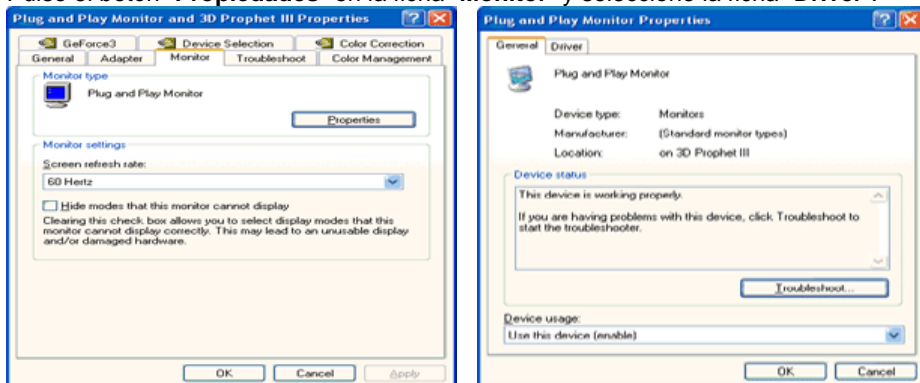 Pulse el botón "Propiedades" en la ficha "Monitor" y seleccione la ficha "Driver".
Plug and Play Monitor and 3D Prophet III Properties
GeForce3
Device Selection
Color Correction
General
Adapter
Monitor
Troubleshoot
Color Management
Monitor type
Plug and Play Monitor
Properties
Monitor settings
Screen refresh rate:
60 Hertz
Hide modes that this monitor cannot display
Clearing this check box allows you to select display modes that this
monitor cannot display correctly. This may lead to an unusable display
and/or damaged hardware.
OK
Cancel
Apply
Plug and Play Monitor Properties
General
Driver
Plug and Play Monitor
Device type: Monitors
Manufacturer: (Standard monitor types)
Location: on 3D Prophet III
Device status
This device is working properly.
If you are having problems with this device, click Troubleshoot to
start the troubleshooter.
Troubleshoot...
Device usage:
Use this device (enable)
OK
Cancel